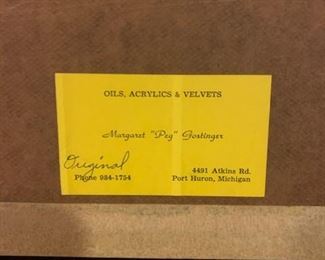 OILS, ACRYLICS & VELVETS
Margaret "Peg" Gostinger
Original
Phone 984-1754
4491 Atkins Rd.
Port Huron, Michigan